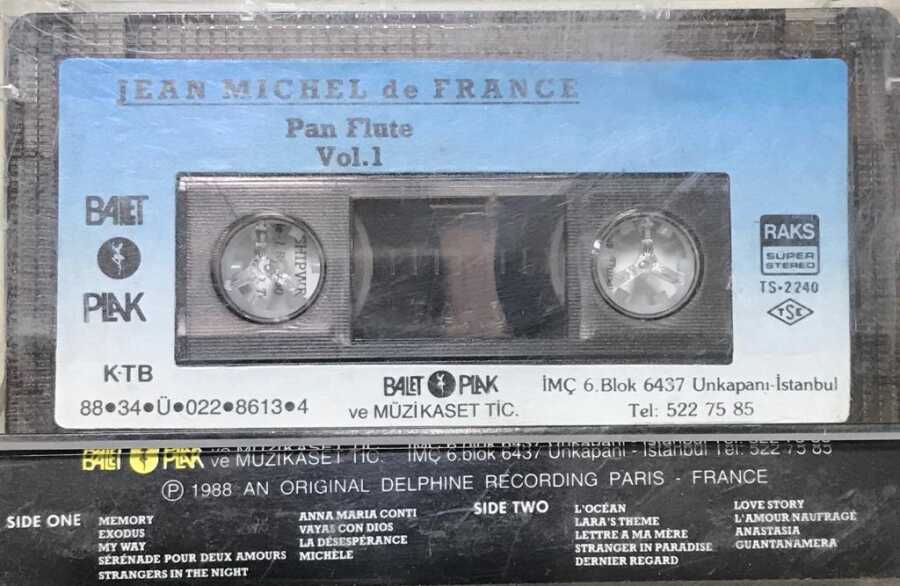 JEAN MICHEL de FRANCE
Pan Flute
Vol.1
BALET
PLAK
RAKS
SÜPER
STEREO
TS•2240
TSE
K-TB
88•34•Ü•022•8613•4
BALET PLAK
ve MÜZİKASET TİC.
İMÇ 6.Blok 6437 Unkapanı-İstanbul
Tel: 522 75 85
BALET PLAK ve MÜZİKASET TİC. İMÇ 6.blok 6437 Unkapanı - İstanbul Tel: 522 75 85
Ⓟ 1988 AN ORIGINAL DELPHINE RECORDING PARIS - FRANCE
SIDE ONE
MEMORY
EXODUS
MY WAY
SÉRÉNADE POUR DEUX AMOURS
STRANGERS IN THE NIGHT
ANNA MARIA CONTI
VAYAS CON DIOS
LA DÉSESPÉRANCE
MICHÈLE
SIDE TWO
L'OCÉAN
LARA'S THEME
LETTRE A MA MÈRE
STRANGER IN PARADISE
DERNIER REGARD
LOVE STORY
L'AMOUR NAUFRAGÉ
ANASTASIA
GUANTANAMERA